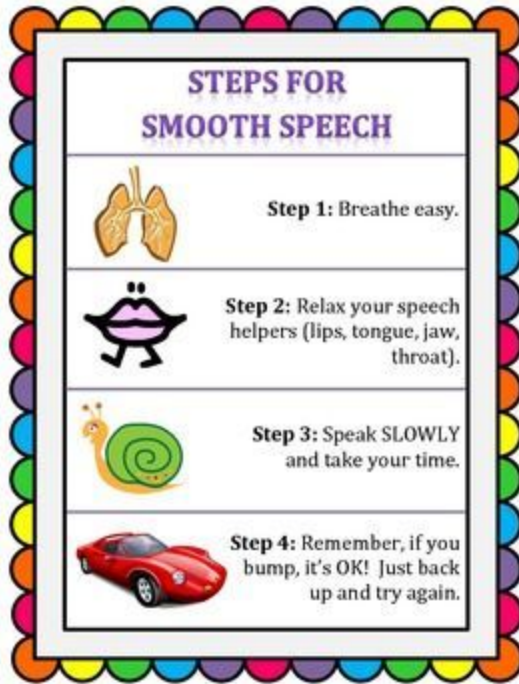 STEPS FOR
SMOOTH SPEECH
Step 1: Breathe easy.
Step 2: Relax your speech
helpers (lips, tongue, jaw,
throat).
Step 3: Speak SLOWLY
and take your time.
Step 4: Remember, if you
bump, it's OK! Just back
up and try again.